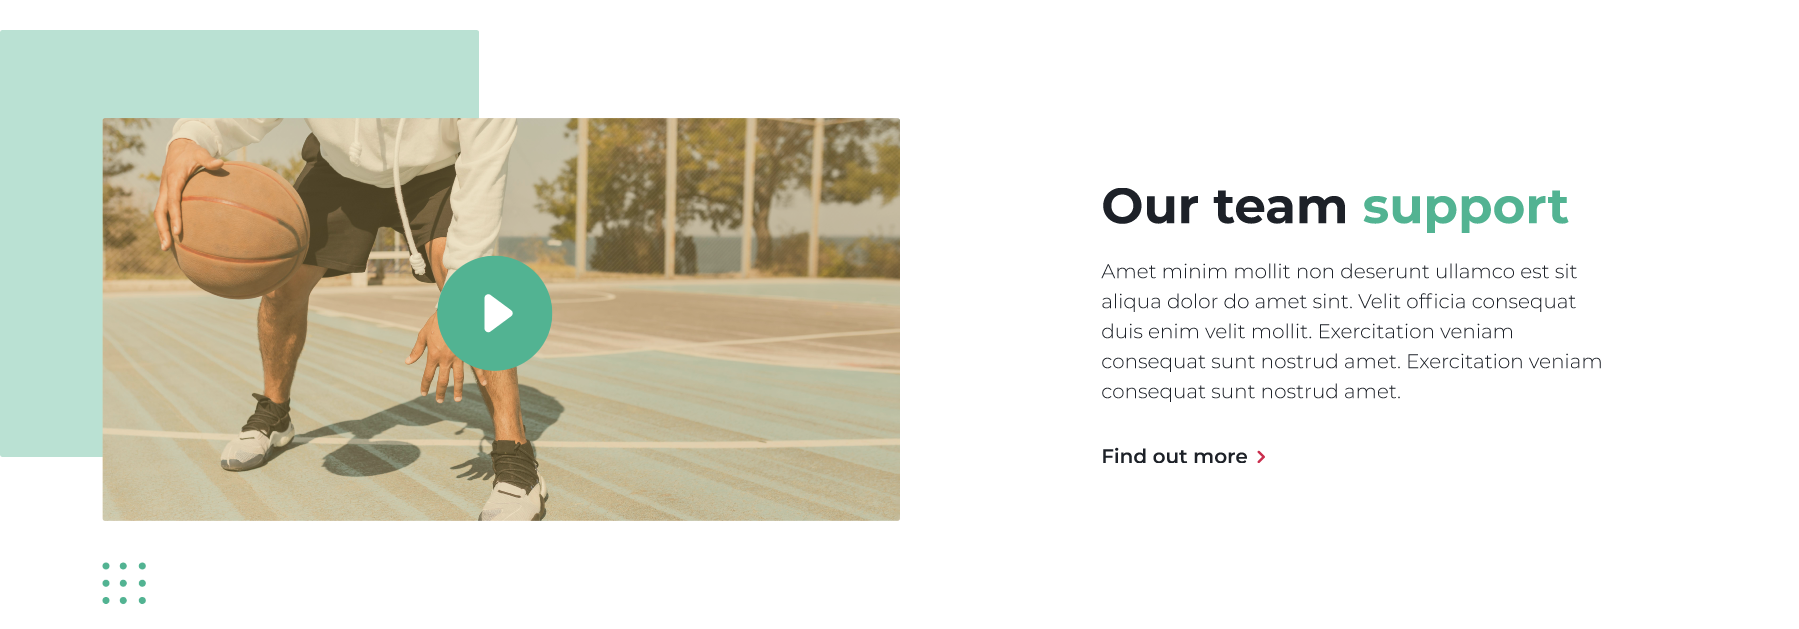 Our team support
Amet minim mollit non deserunt ullamco est sit
aliqua dolor do amet sint. Velit officia consequat
duis enim velit mollit. Exercitation veniam
consequat sunt nostrud amet. Exercitation veniam
consequat sunt nostrud amet.
Find out more